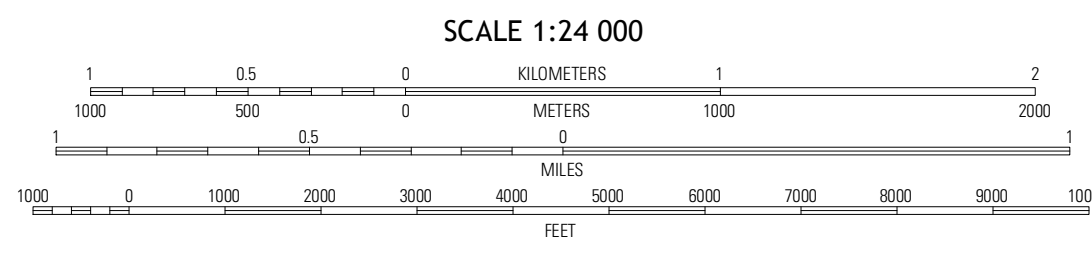 SCALE 1:24 000
1 0.5 0 KILOMETERS 1 2
1000 500 0 METERS 1000 2000
1 0.5 0 1
MILES
1000 0 1000 2000 3000 4000 5000 6000 7000 8000 9000 100
FEET